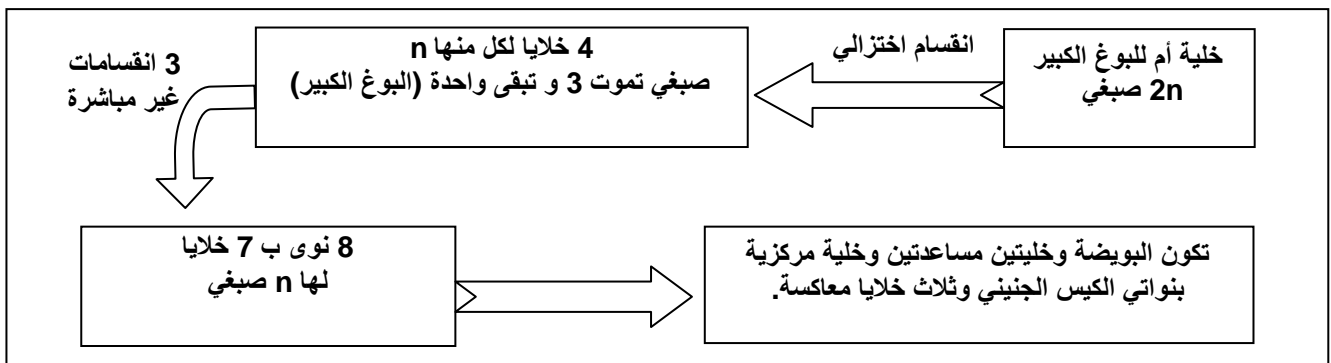 خلية أم للبوغ الكبير
2n صبغي
انقسام اختزالي
4 خلايا لكل منها n
صبغي تموت 3 و تبقى واحدة (البوغ الكبير)
3 انقسامات
غير مباشرة
8 نوى ب 7 خلايا
لها n صبغي
تكون البويضة وخليتين مساعدتين وخلية مركزية
بنواتي الكيس الجنيني وثلاث خلايا معاكسة.